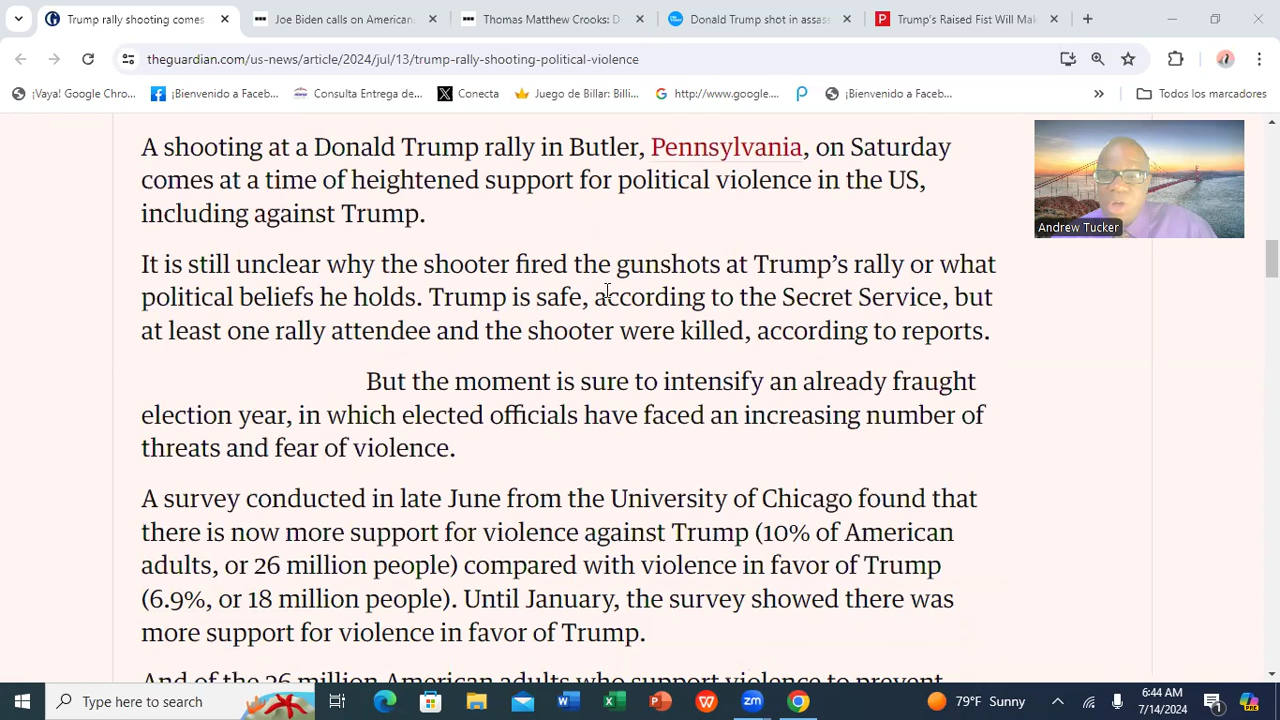 Trump rally shooting comes
Joe Biden calls on American
Thomas Matthew Crooks: D
Donald Trump shot in assas
Trump's Raised Fist Will Mak
theguardian.com/us-news/article/2024/jul/13/trump-rally-shooting-political-violence
¡Vaya! Google Chro...
¡Bienvenido a Faceb...
Consulta Entrega de...
Conecta
Juego de Billar: Billi...
http://www.google....
¡Bienvenido a Faceb...
»
Todos los marcadores
A shooting at a Donald Trump rally in Butler, Pennsylvania, on Saturday
comes at a time of heightened support for political violence in the US,
including against Trump.
Andrew Tucker
It is still unclear why the shooter fired the gunshots at Trump's rally or what
political beliefs he holds. Trump is safe, according to the Secret Service, but
at least one rally attendee and the shooter were killed, according to reports.
But the moment is sure to intensify an already fraught
election year, in which elected officials have faced an increasing number of
threats and fear of violence.
A survey conducted in late June from the University of Chicago found that
there is now more support for violence against Trump (10% of American
adults, or 26 million people) compared with violence in favor of Trump
(6.9%, or 18 million people). Until January, the survey showed there was
more support for violence in favor of Trump.
And of the 26 million American adults who support violence to prevent
Type here to search
79°F Sunny
6:44 AM
7/14/2024